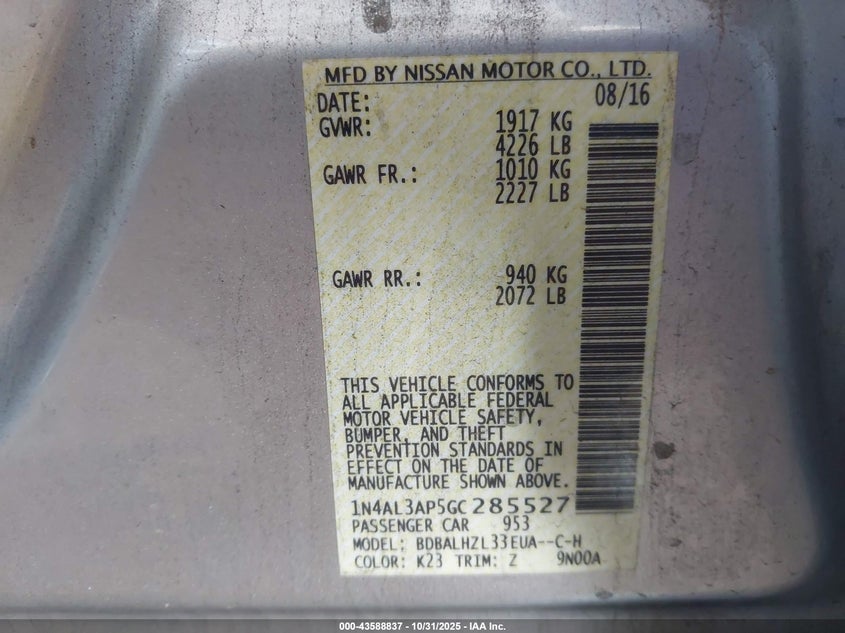 MFD BY NISSAN MOTOR CO., LTD.
DATE: 08/16
GVWR: 1917 KG
4226 LB
GAWR FR.: 1010 KG
2227 LB
GAWR RR.: 940 KG
2072 LB
THIS VEHICLE CONFORMS TO
ALL APPLICABLE FEDERAL
MOTOR VEHICLE SAFETY,
BUMPER, AND THEFT
PREVENTION STANDARDS IN
EFFECT ON THE DATE OF
MANUFACTURE SHOWN ABOVE.
1N4AL3AP5GC285527
PASSENGER CAR 953
MODEL: BDBALHZL33EUA--C-H
COLOR: K23 TRIM: Z 9N00A
000-43588837 - 10/31/2025 - IAA Inc.